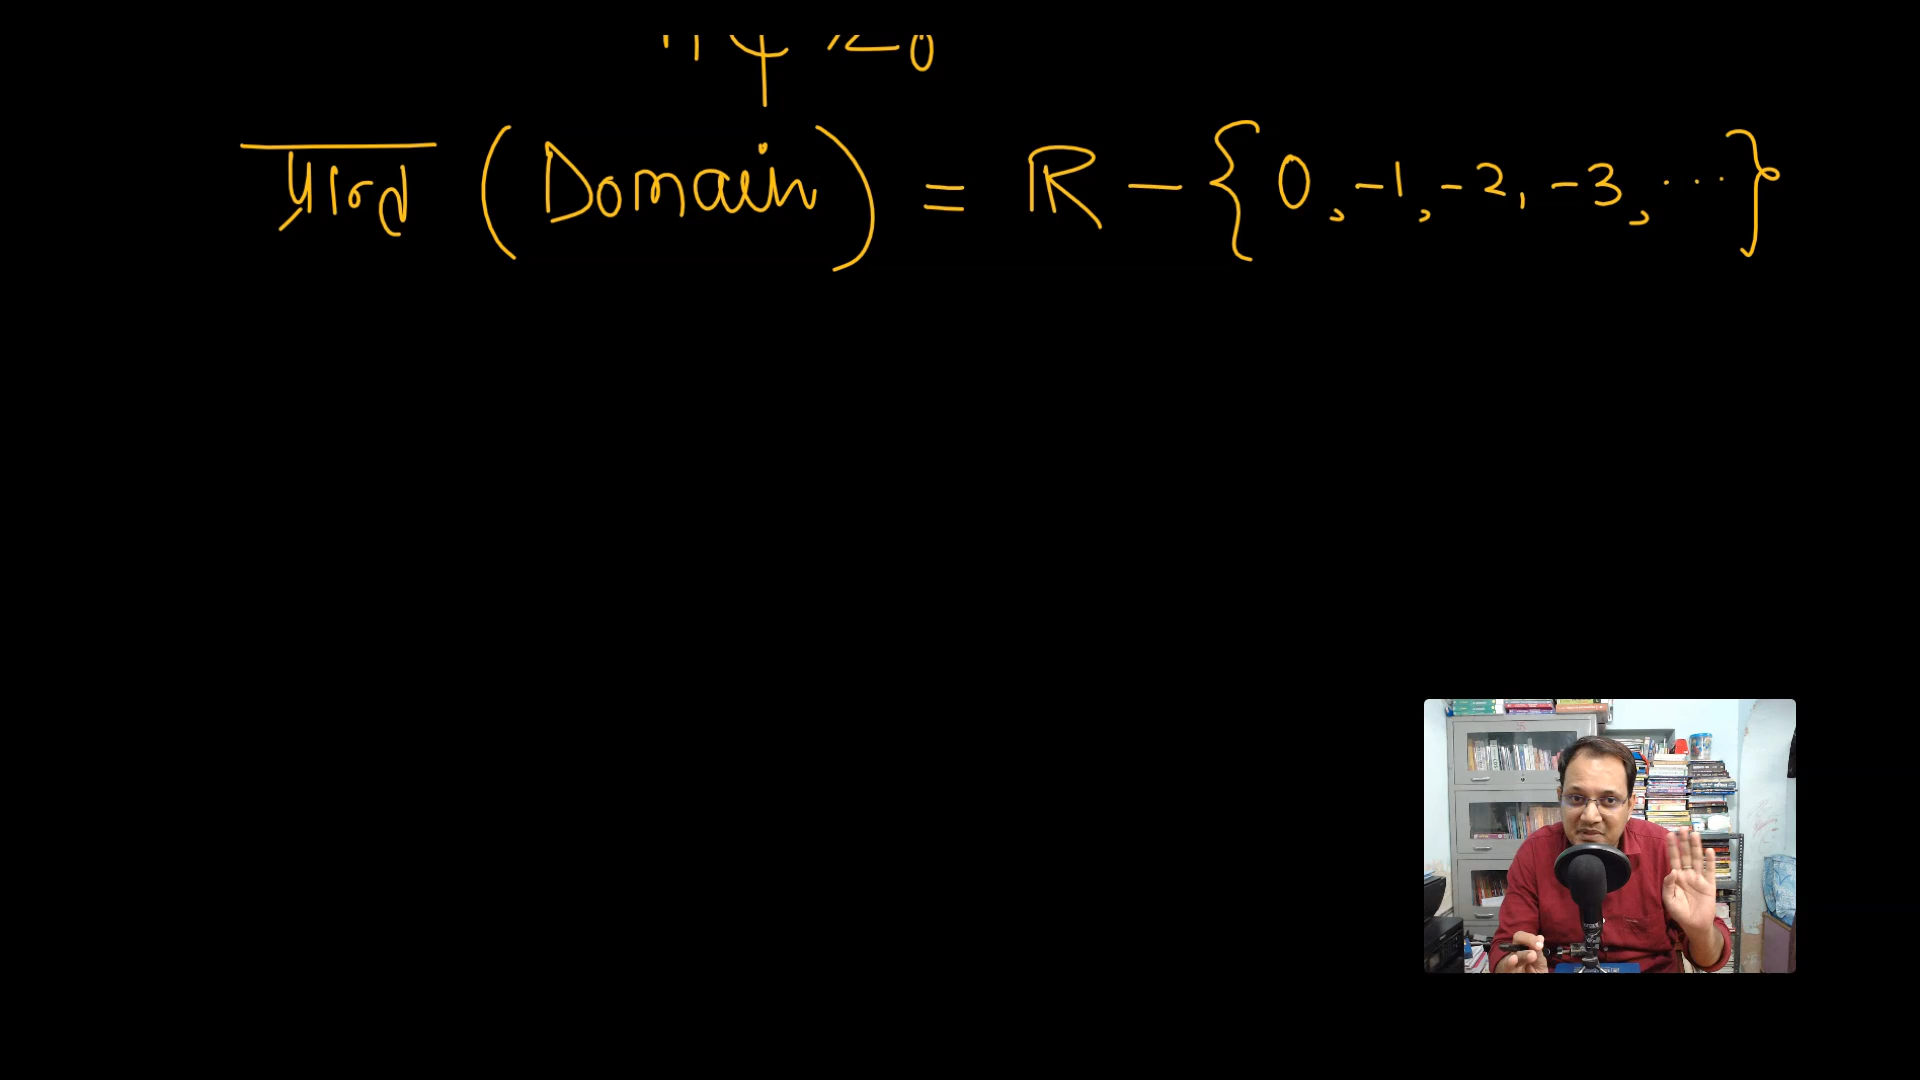 प्रान्त (Domain) = ℝ − {0, -1, -2, -3, ...}